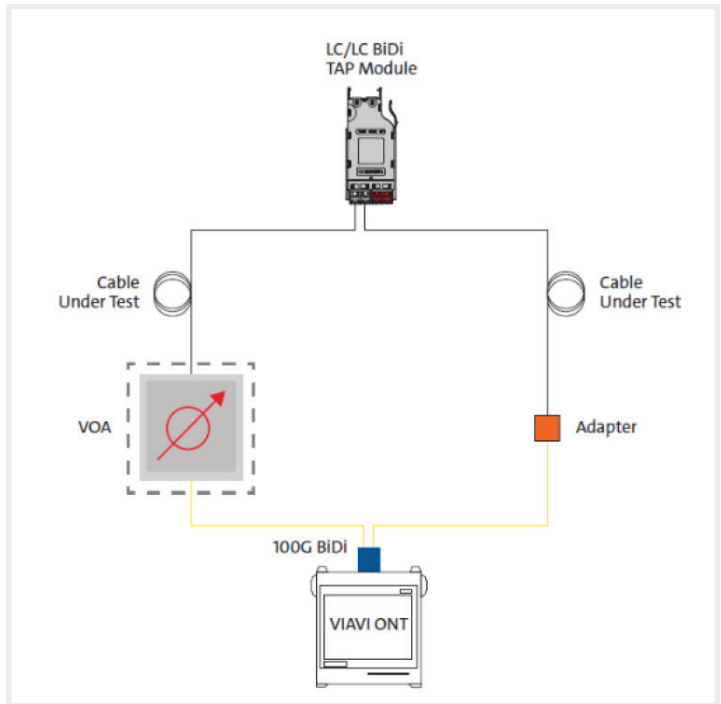 LC/LC BiDi
TAP Module
Cable
Under Test
Cable
Under Test
VOA
Adapter
100G BiDi
VIAVI ONT